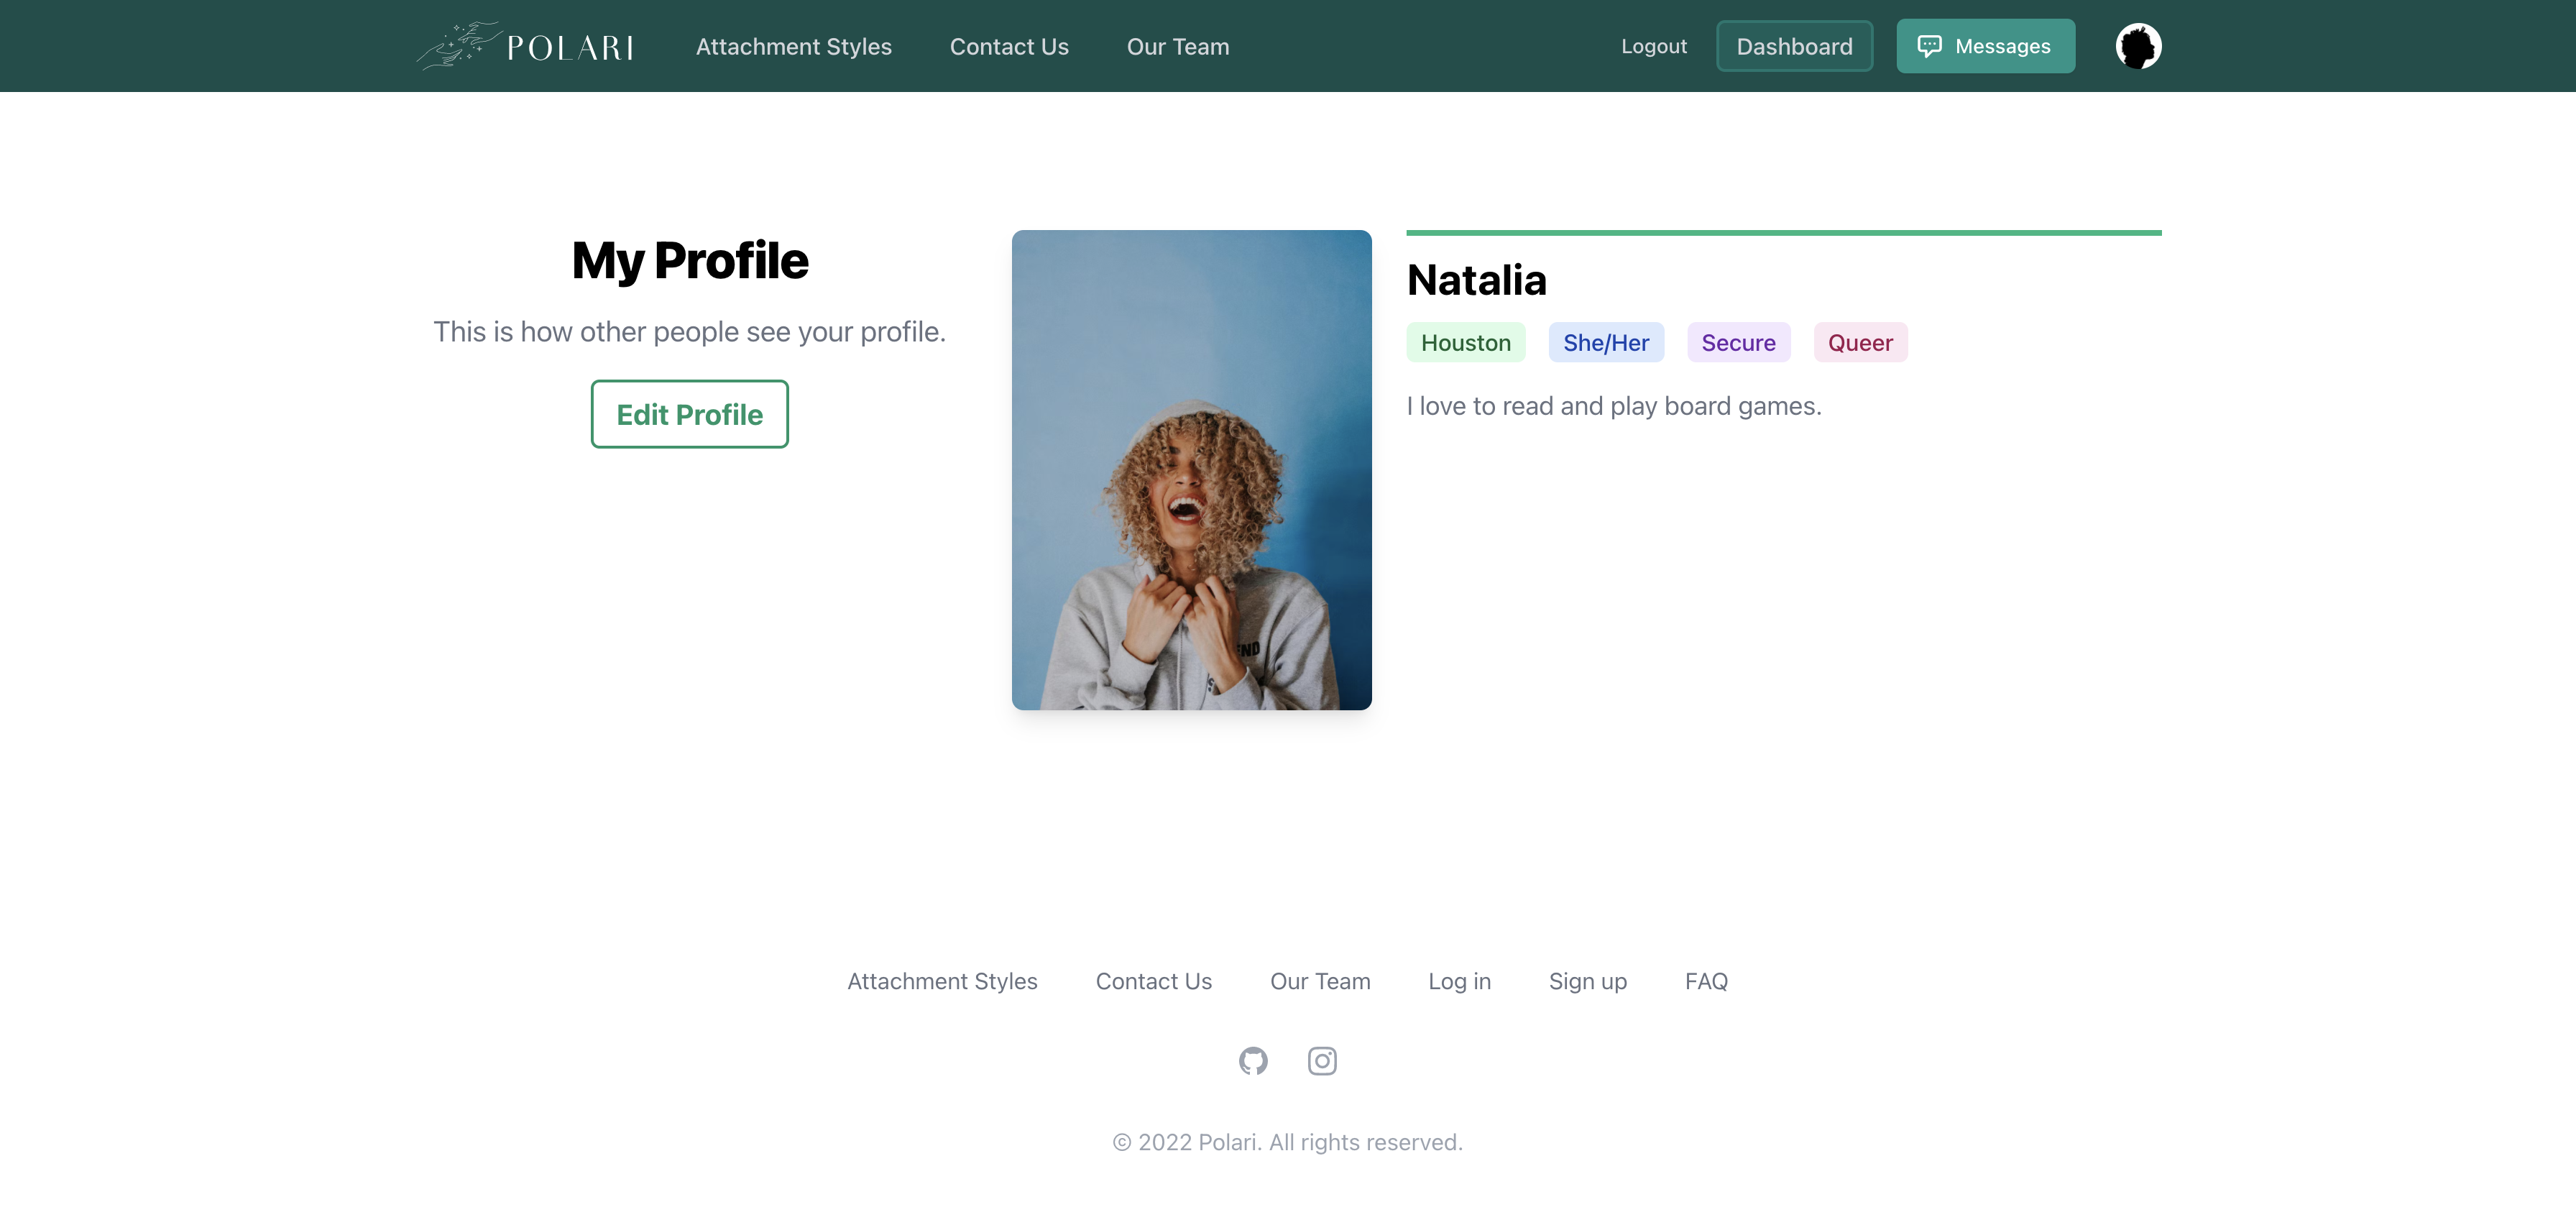 POLARI Attachment Styles Contact Us Our Team Logout Dashboard Messages
My Profile
This is how other people see your profile.
Edit Profile
END
Natalia
Houston She/Her Secure Queer
I love to read and play board games.
Attachment Styles Contact Us Our Team Log in Sign up FAQ
© 2022 Polari. All rights reserved.